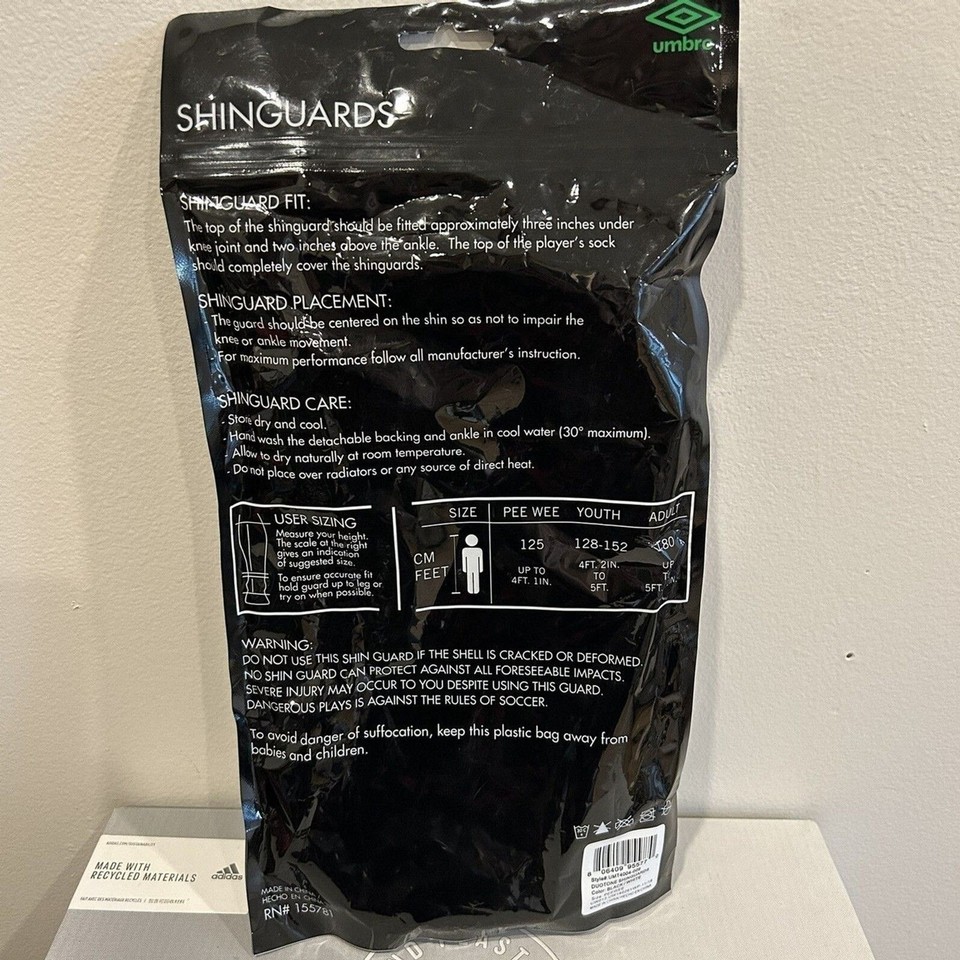 umbro
SHINGUARDS
SHINGUARD FIT:
The top of the shinguard should be fitted approximately three inches under
knee joint and two inches above the ankle. The top of the player's sock
should completely cover the shinguards.
SHINGUARD PLACEMENT:
The guard should be centered on the shin so as not to impair the
knee or ankle movement.
- For maximum performance follow all manufacturer's instruction.
SHINGUARD CARE:
- Store dry and cool.
- Hand wash the detachable backing and ankle in cool water (30° maximum).
- Allow to dry naturally at room temperature.
- Do not place over radiators or any source of direct heat.
USER SIZING
Measure your height.
The scale at the right
gives an indication
of suggested size.
To ensure accurate fit
hold guard up to leg or
try on when possible.
SIZE PEE WEE YOUTH ADULT
CM 125 128-152 180
FEET UP TO 4FT. 1IN. 4FT. 2IN. TO 5FT. 5FT.
WARNING:
DO NOT USE THIS SHIN GUARD IF THE SHELL IS CRACKED OR DEFORMED.
NO SHIN GUARD CAN PROTECT AGAINST ALL FORESEEABLE IMPACTS.
SEVERE INJURY MAY OCCUR TO YOU DESPITE USING THIS GUARD.
DANGEROUS PLAYS IS AGAINST THE RULES OF SOCCER.
To avoid danger of suffocation, keep this plastic bag away from
babies and children.
MADE IN CHINA
HECHO EN CHINA
RN# 155781
8 06409 95577
DUOTONE SHINGUARDS
MADE WITH
RECYCLED MATERIALS
adidas